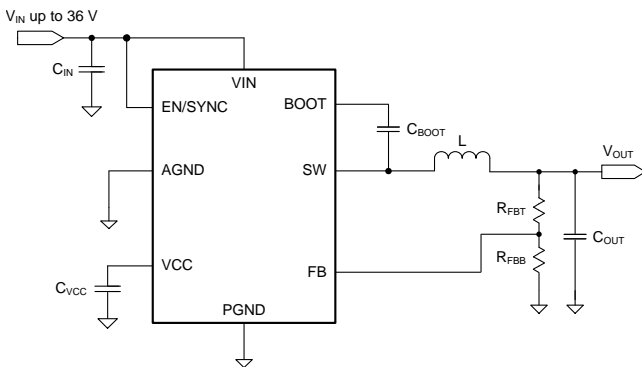 V_IN up to 36 V
C_IN
VIN
EN/SYNC
BOOT
C_BOOT
L
AGND
SW
V_OUT
R_FBT
C_OUT
R_FBB
VCC
FB
C_VCC
PGND